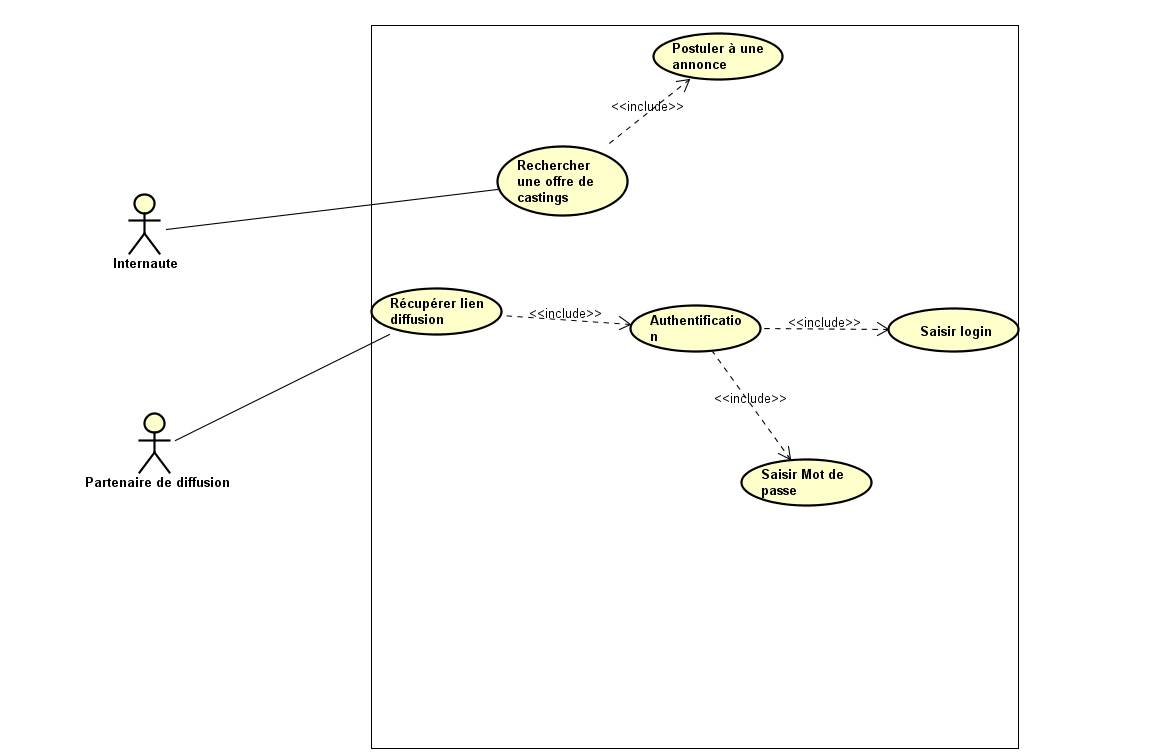 Postuler à une
annonce
<<include>>
Rechercher
une offre de
castings
Internaute
Récupérer lien
diffusion
<<include>>
Authentificatio
n
<<include>>
Saisir login
<<include>>
Partenaire de diffusion
Saisir Mot de
passe